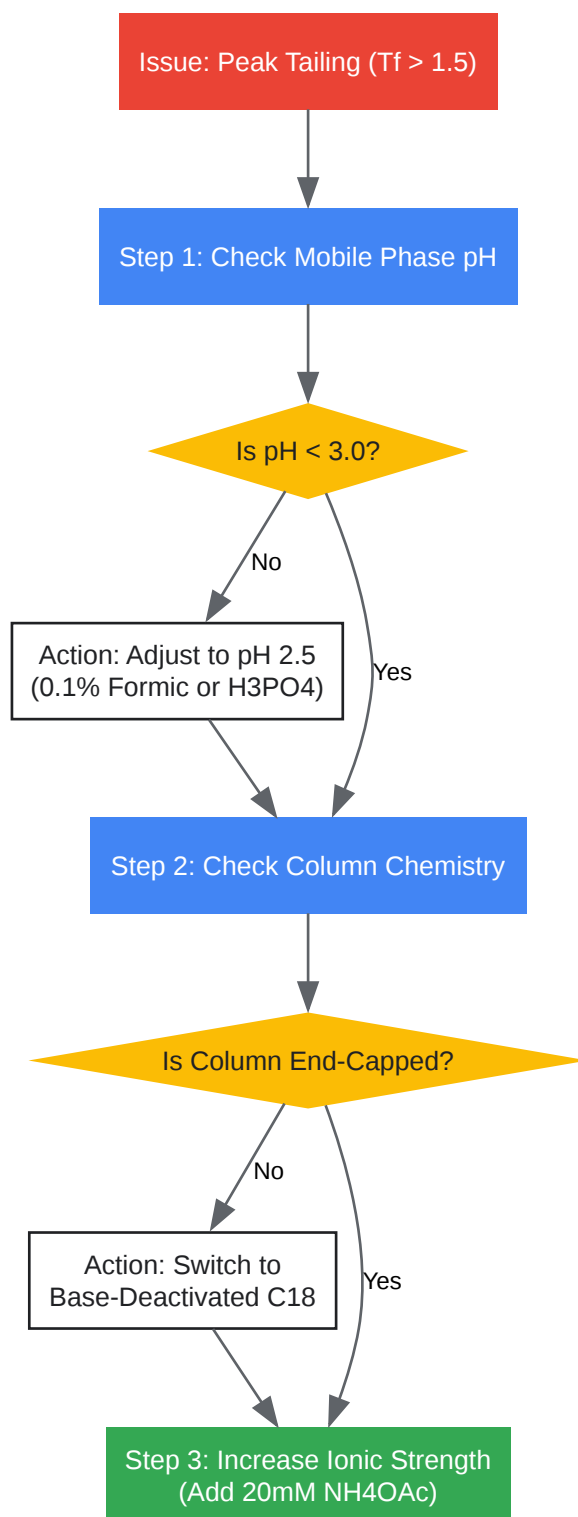 Issue: Peak Tailing (Tf > 1.5)
Step 1: Check Mobile Phase pH
Is pH < 3.0?
No
Action: Adjust to pH 2.5
(0.1% Formic or H3PO4)
Yes
Step 2: Check Column Chemistry
Is Column End-Capped?
No
Action: Switch to
Base-Deactivated C18
Yes
Step 3: Increase Ionic Strength
(Add 20mM NH4OAc)